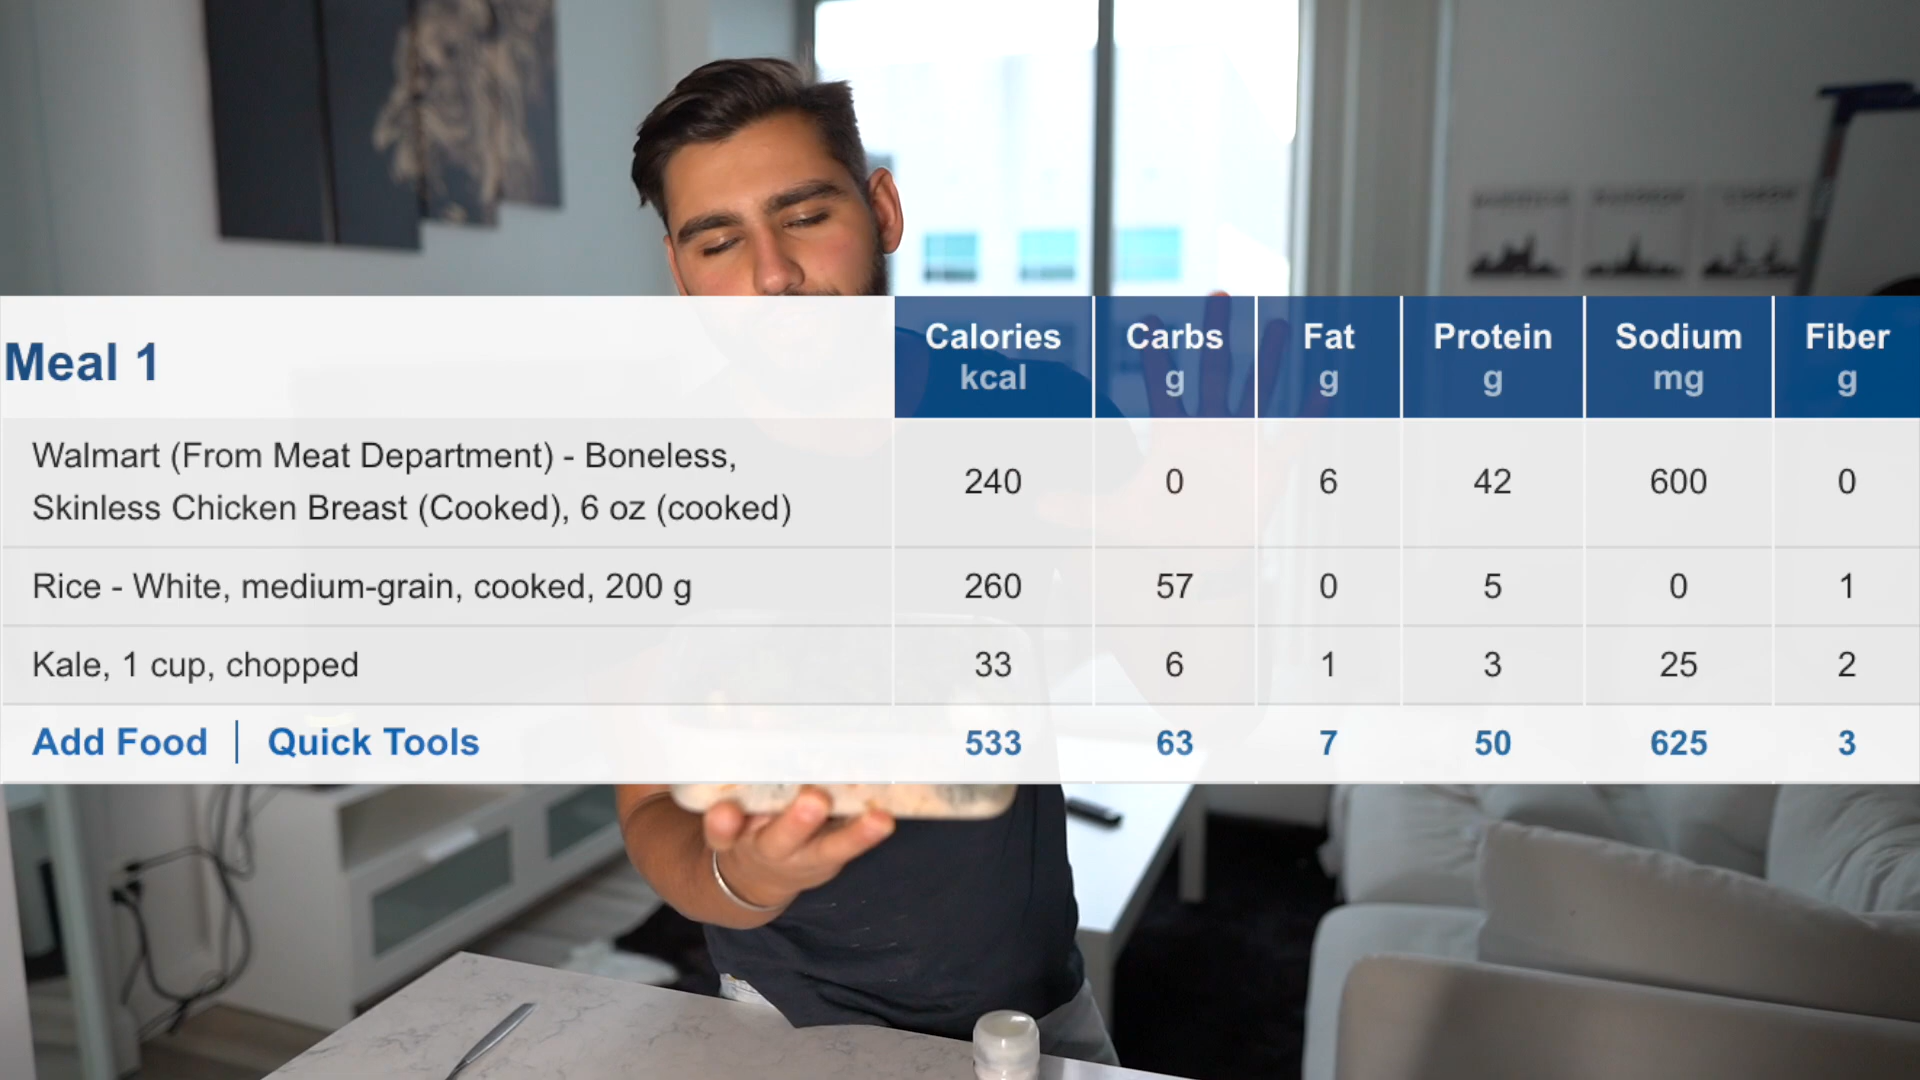 Meal 1
Calories kcal
Carbs g
Fat g
Protein g
Sodium mg
Fiber g
Walmart (From Meat Department) - Boneless,
Skinless Chicken Breast (Cooked), 6 oz (cooked)
240 0 6 42 600 0
Rice - White, medium-grain, cooked, 200 g 260 57 0 5 0 1
Kale, 1 cup, chopped 33 6 1 3 25 2
Add Food | Quick Tools 533 63 7 50 625 3